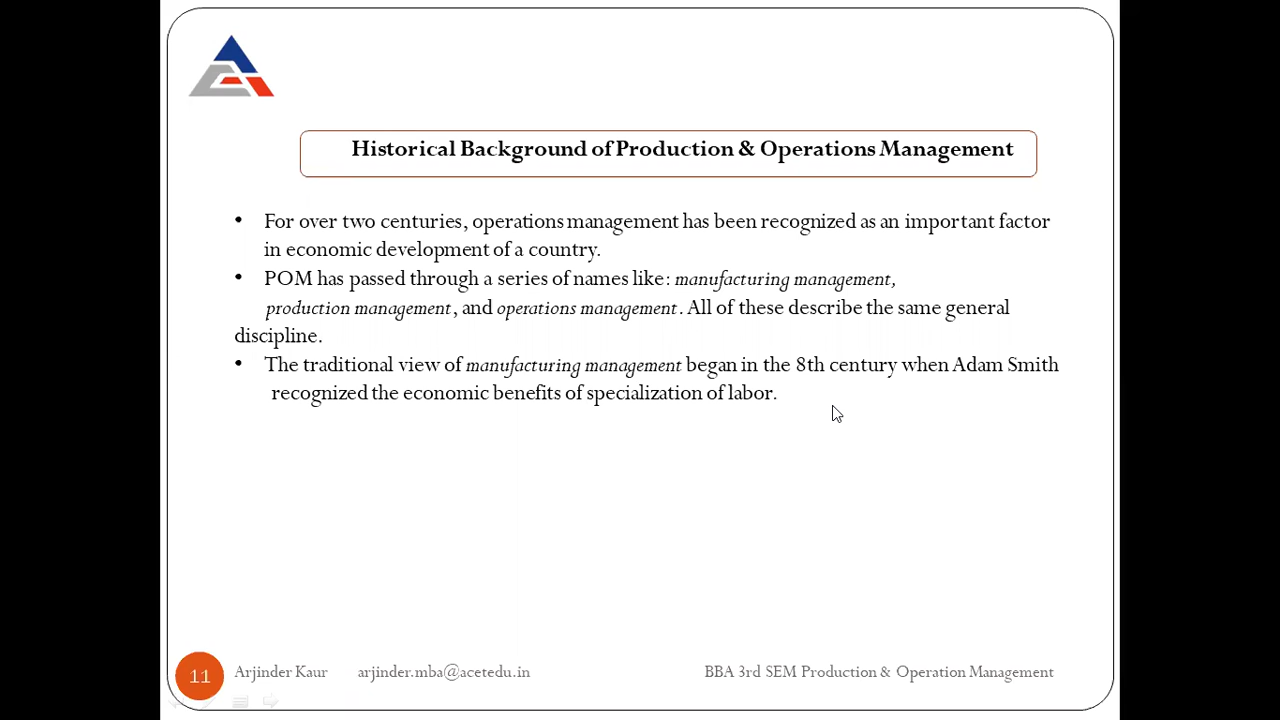 Historical Background of Production & Operations Management
• For over two centuries, operations management has been recognized as an important factor
in economic development of a country.
• POM has passed through a series of names like: manufacturing management,
production management, and operations management. All of these describe the same general
discipline.
• The traditional view of manufacturing management began in the 8th century when Adam Smith
recognized the economic benefits of specialization of labor.
11 Arjinder Kaur arjinder.mba@acetedu.in BBA 3rd SEM Production & Operation Management